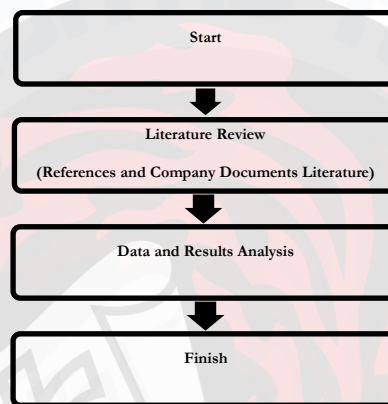 Start
Literature Review
(References and Company Documents Literature)
Data and Results Analysis
Finish